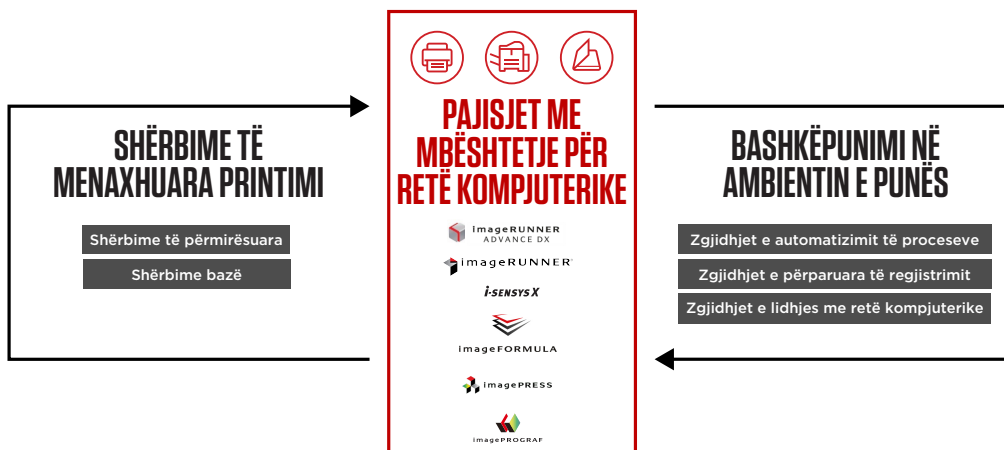 SHËRBIME TË
MENAXHUARA PRINTIMI
Shërbime të përmirësuara
Shërbime bazë
PAJISJET ME
MBËSHTETJE PËR
RETË KOMPJUTERIKE
imageRUNNER
ADVANCE DX
imageRUNNER
i-SENSYS X
imageFORMULA
imagePRESS
imagePROGRAF
BASHKËPUNIMI NË
AMBIENTIN E PUNËS
Zgjidhjet e automatizimit të proceseve
Zgjidhjet e përparuara të regjistrimit
Zgjidhjet e lidhjes me retë kompjuterike